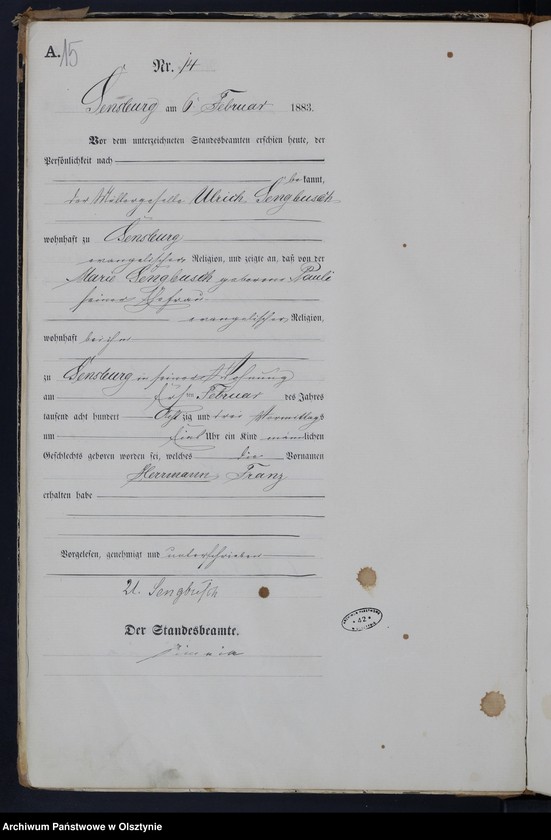 A. 15
Nr. 14
Sensburg am 6 Februar 1883.
Vor dem unterzeichneten Standesbeamten erschien heute, der
Persönlichkeit nach
bekannt,
der Müllergeselle Ulrich Sengbusch
wohnhaft zu Sensburg
evangelischer Religion, und zeigte an, daß von der
Marie Sengbusch geborene Pauli
seiner Ehefrau
evangelischer Religion,
wohnhaft bei ihm
zu Sensburg in seiner Wohnung
am Februar des Jahres
tausend acht hundert Achtzig und drei Vormittags
um Uhr ein Kind männlichen
Geschlechts geboren worden sei, welches die Vornamen
Herrmann Franz
erhalten habe
Vorgelesen, genehmigt und unterschrieben
U. Sengbusch
Der Standesbeamte.
* 42 *
Archiwum Państwowe w Olsztynie